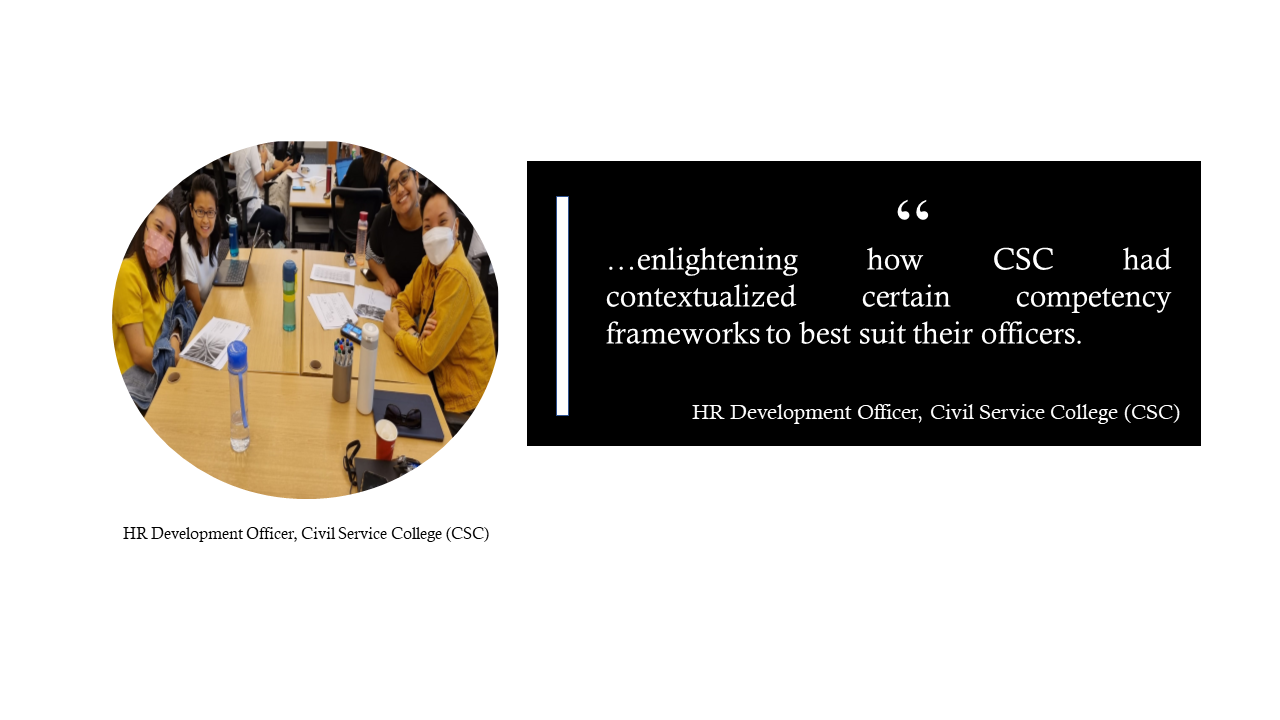 “
…enlightening how CSC had
contextualized certain competency
frameworks to best suit their officers.
HR Development Officer, Civil Service College (CSC)
HR Development Officer, Civil Service College (CSC)